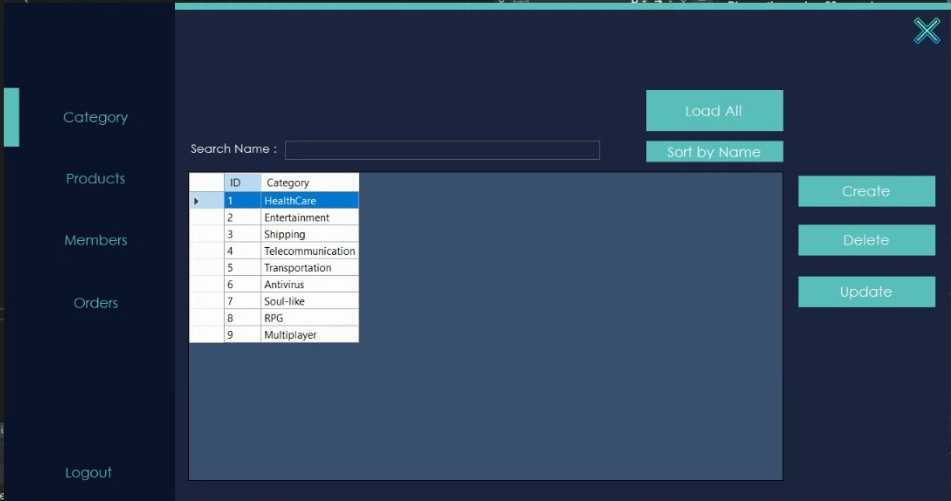 Category
Products
Members
Orders
Logout
Load All
Search Name :
Sort by Name
ID Category
1 HealthCare
2 Entertainment
3 Shipping
4 Telecommunication
5 Transportation
6 Antivirus
7 Soul-like
8 RPG
9 Multiplayer
Create
Delete
Update